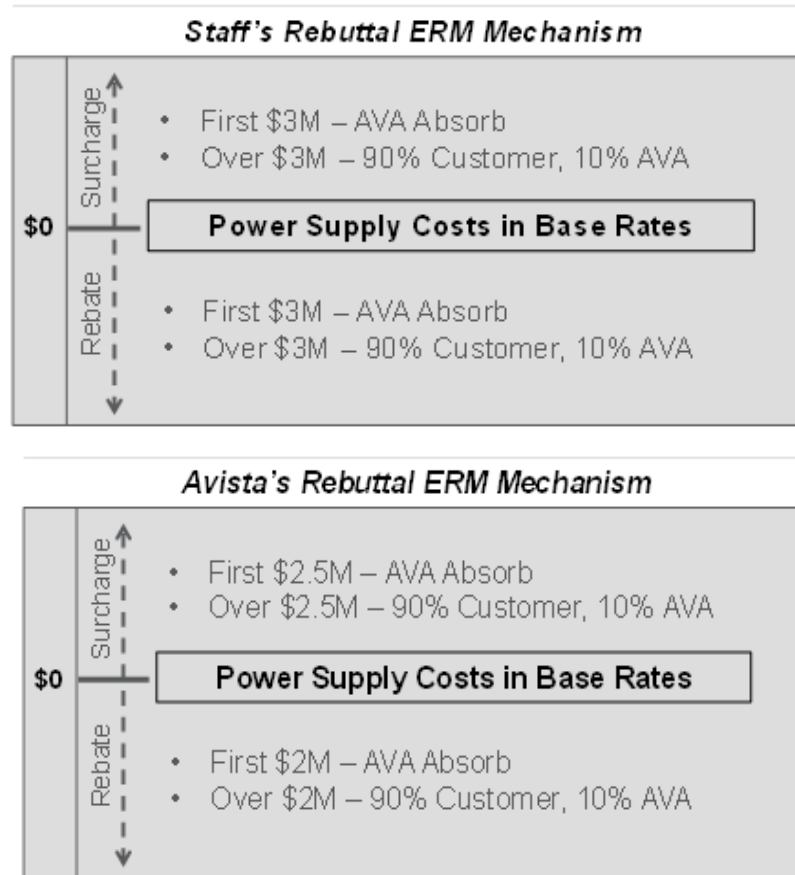 Staff's Rebuttal ERM Mechanism
Surcharge
• First $3M – AVA Absorb
• Over $3M – 90% Customer, 10% AVA
$0
Power Supply Costs in Base Rates
Rebate
• First $3M – AVA Absorb
• Over $3M – 90% Customer, 10% AVA
Avista's Rebuttal ERM Mechanism
Surcharge
• First $2.5M – AVA Absorb
• Over $2.5M – 90% Customer, 10% AVA
$0
Power Supply Costs in Base Rates
Rebate
• First $2M – AVA Absorb
• Over $2M – 90% Customer, 10% AVA